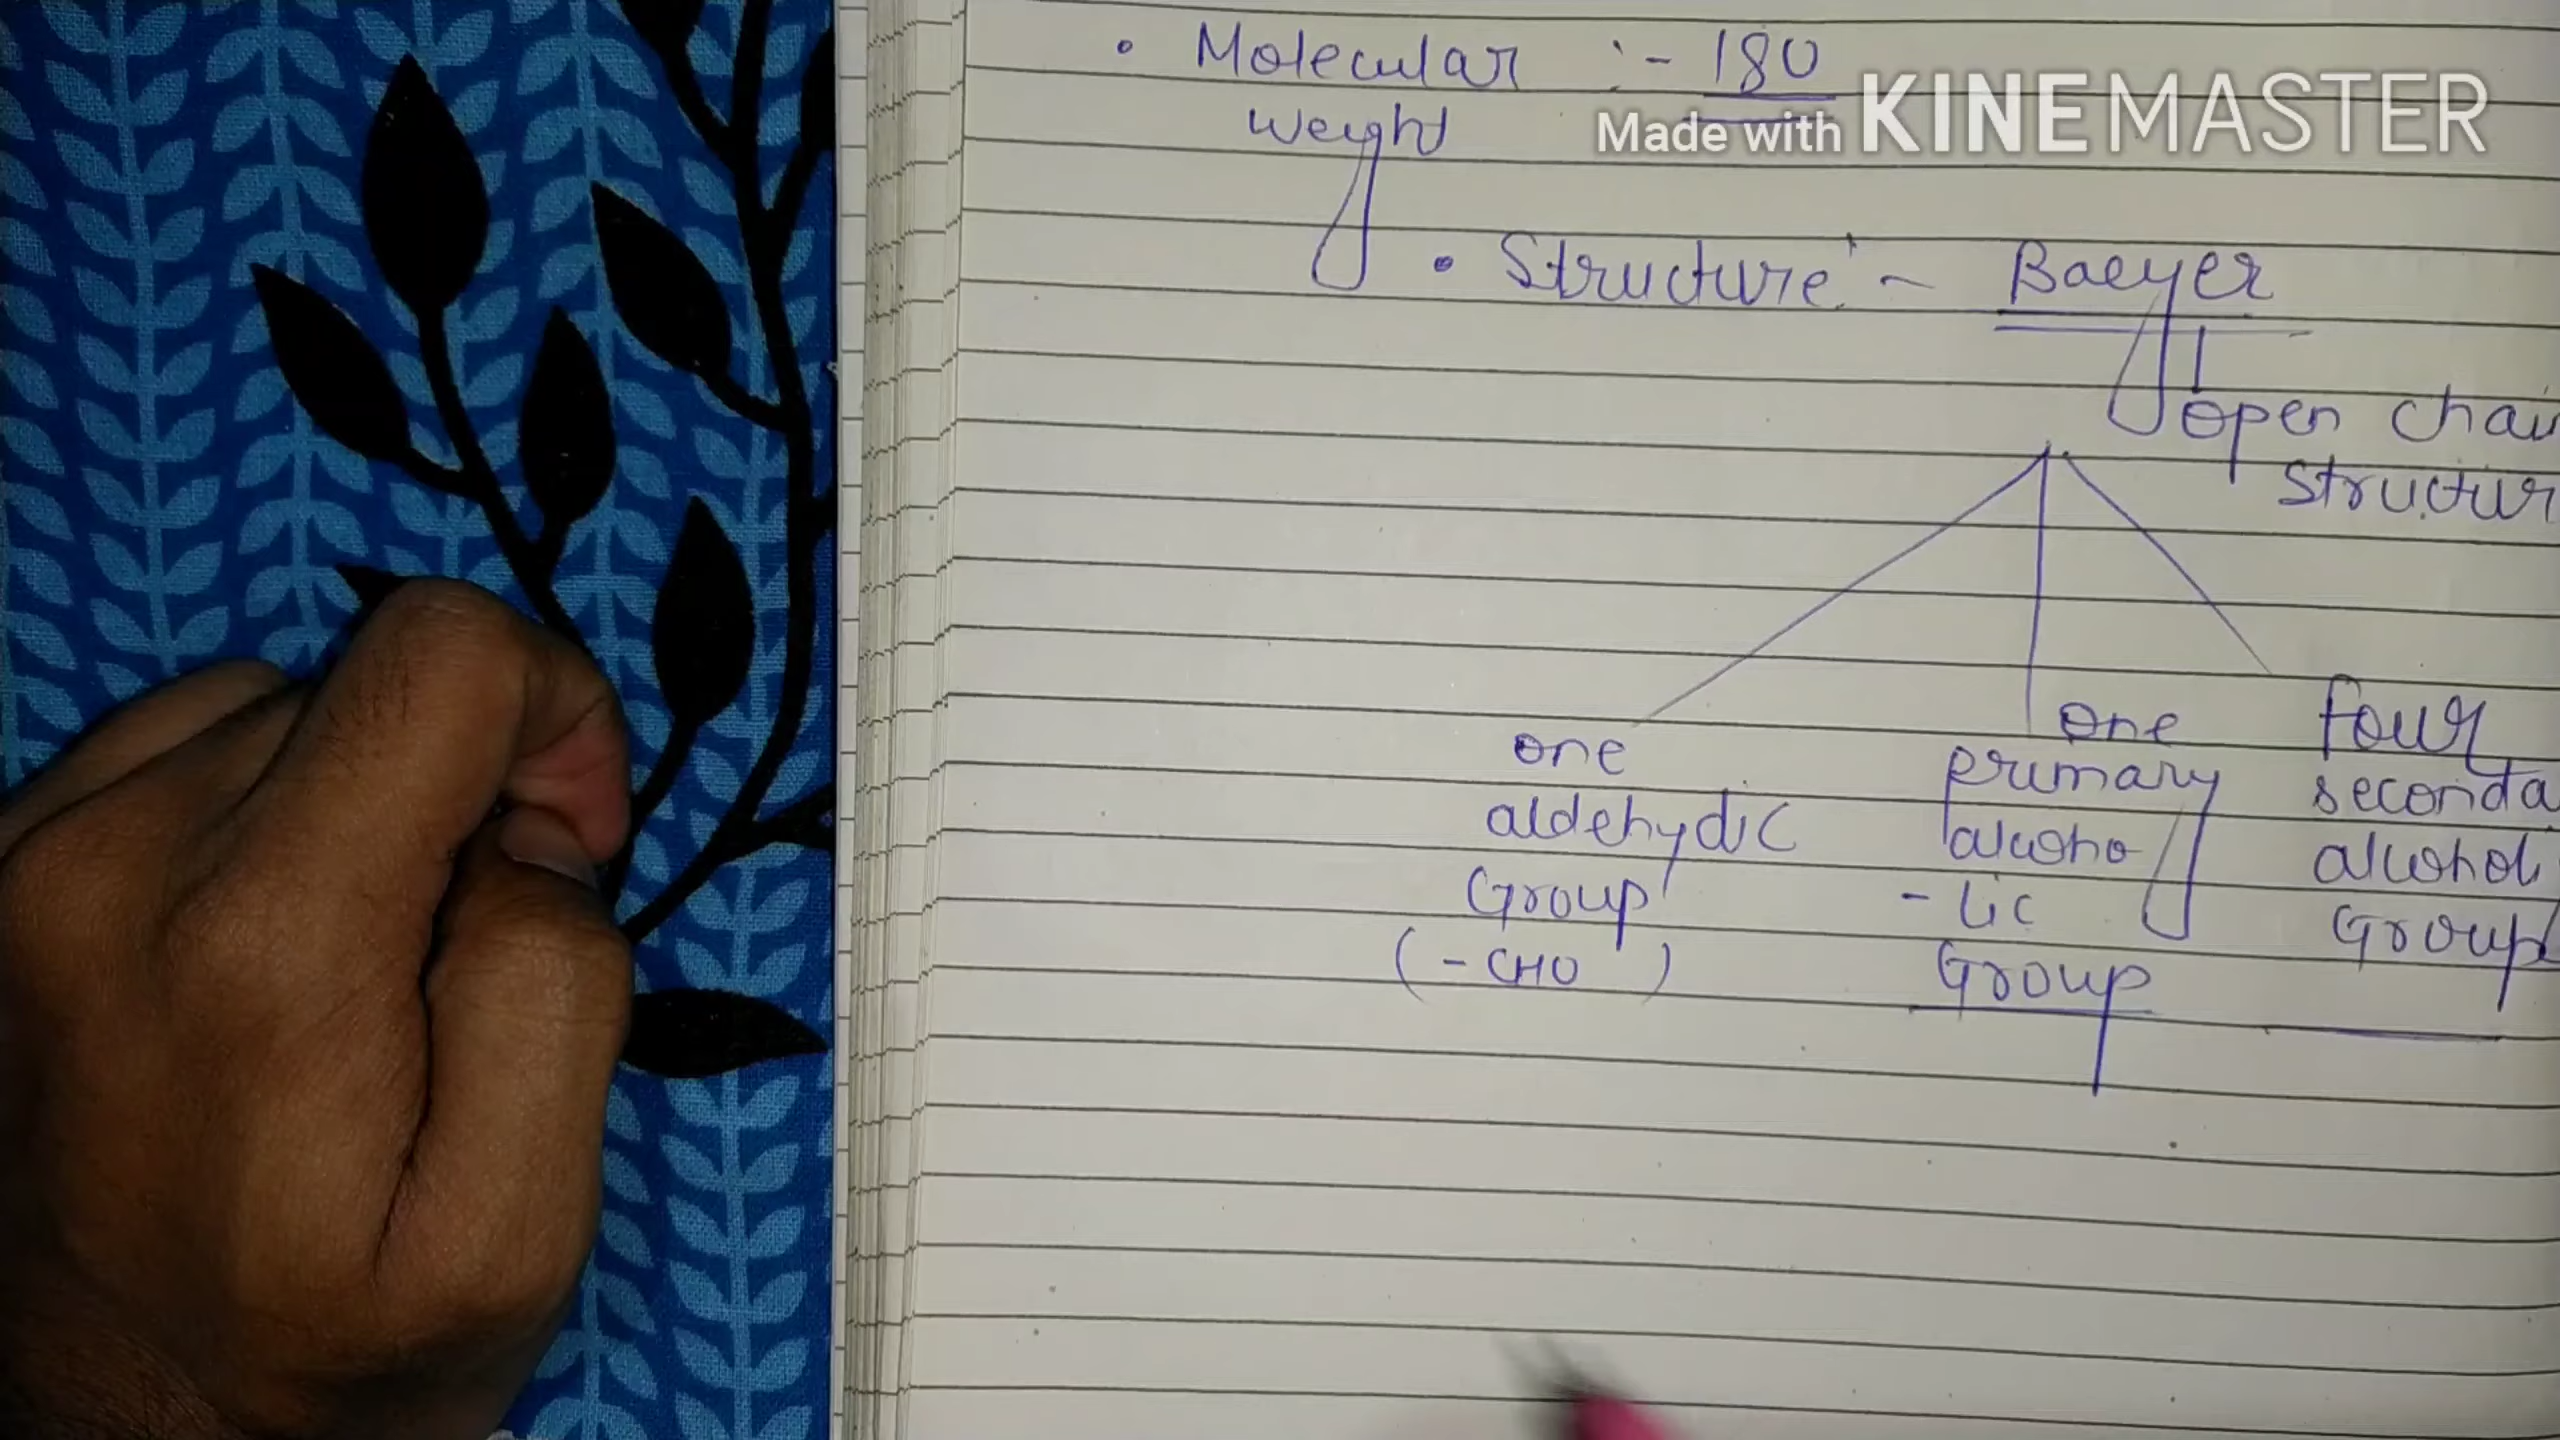 • Molecular :- 180
weight
Made with KINEMASTER
• Structure :- Baeyer
open chai
structur
one
aldehydic
Group
(-CHO)
one
primary
alcoho
-lic
Group
four
seconda
alcohol
Group